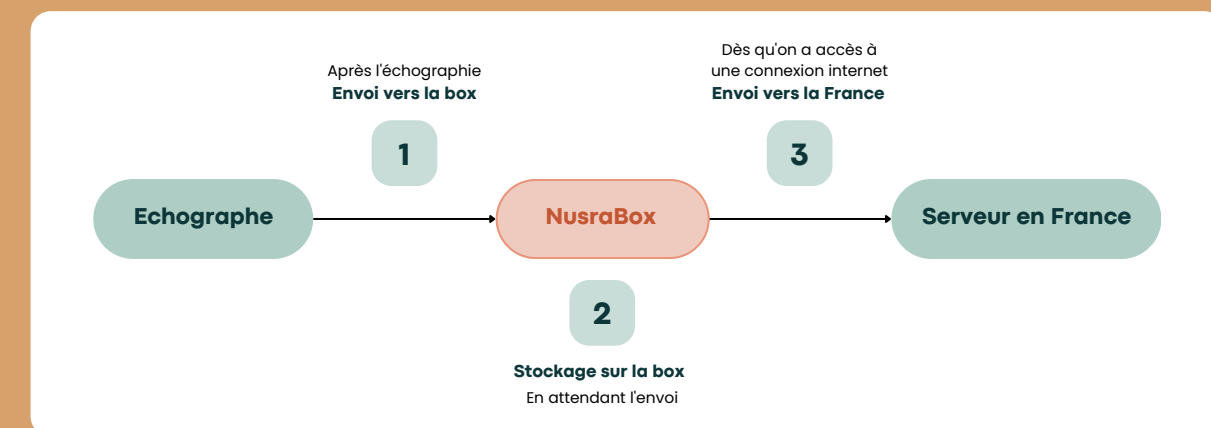 Après l'échographie
Envoi vers la box
1
Dès qu'on a accès à
une connexion internet
Envoi vers la France
3
Echographe
NusraBox
Serveur en France
2
Stockage sur la box
En attendant l'envoi